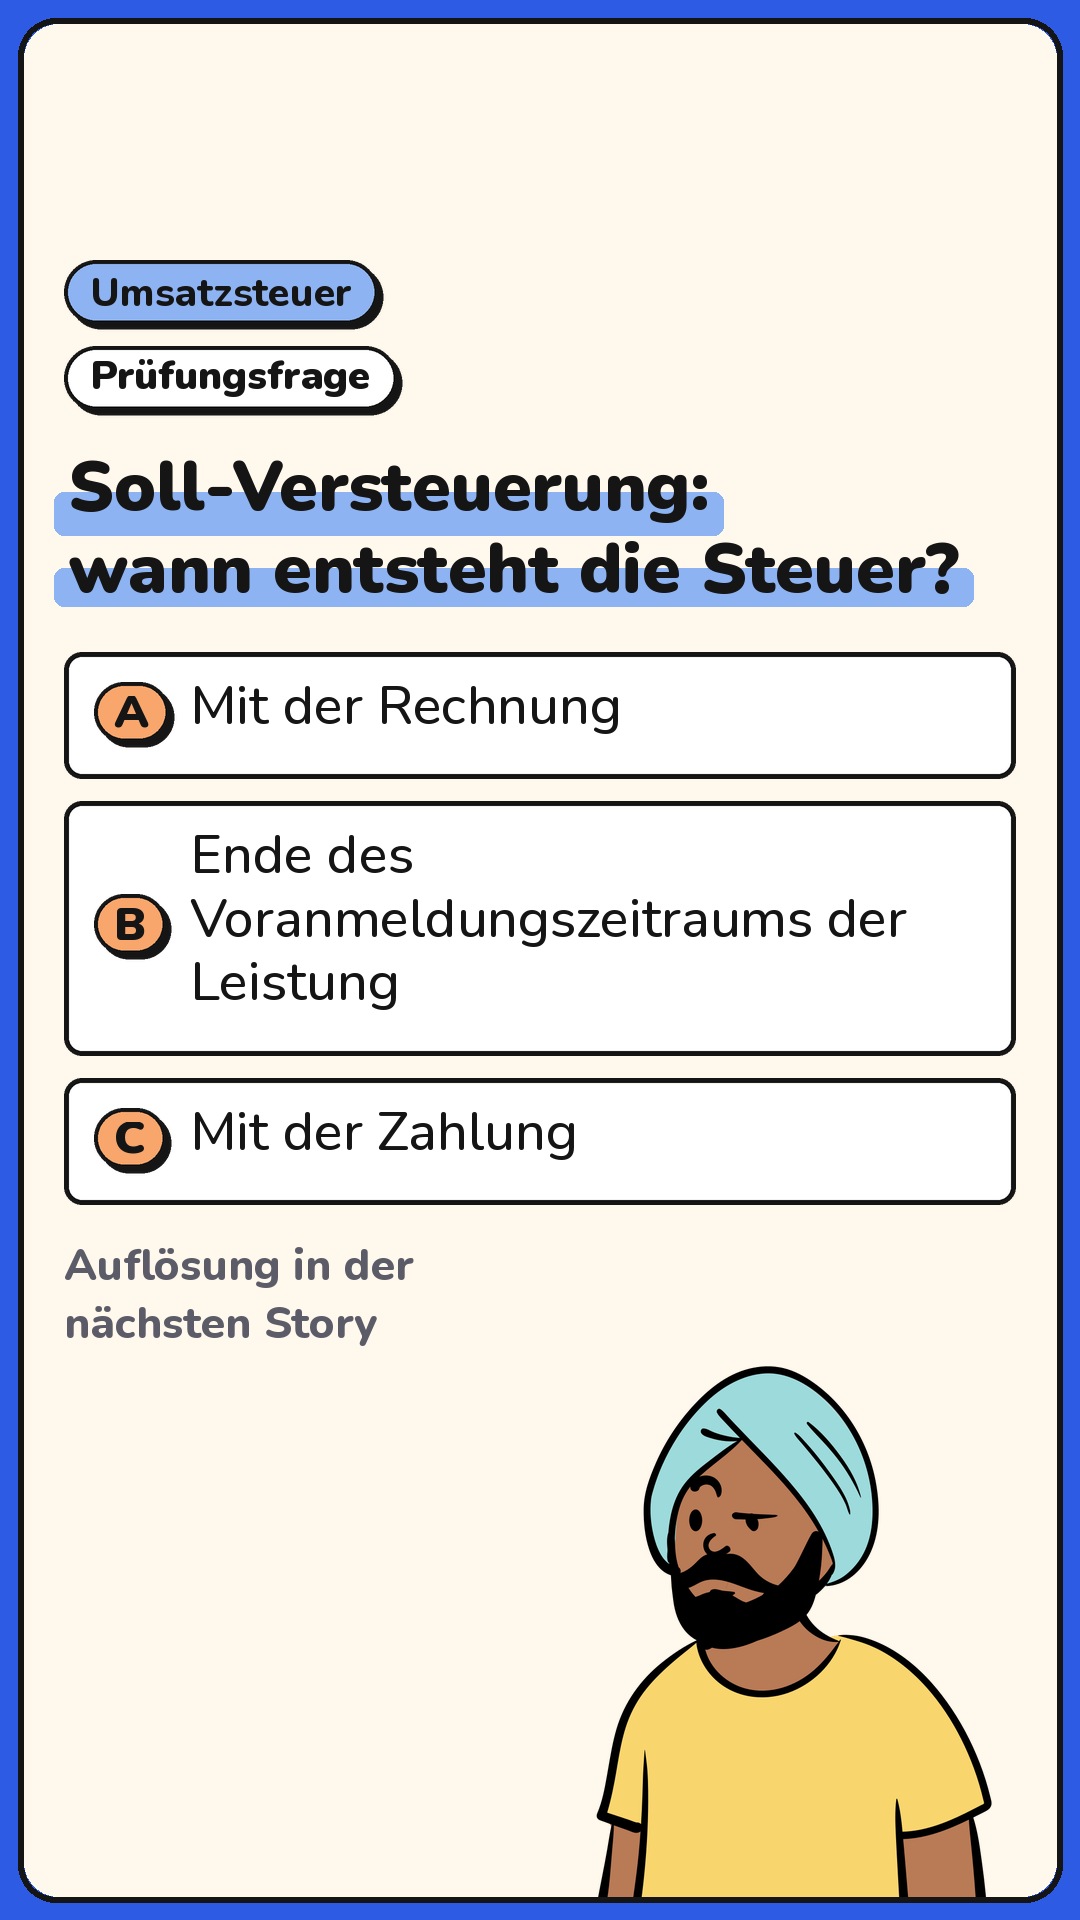 Umsatzsteuer
Prüfungsfrage
Soll-Versteuerung:
wann entsteht die Steuer?
A Mit der Rechnung
Ende des
B Voranmeldungszeitraums der
Leistung
C Mit der Zahlung
Auflösung in der
nächsten Story